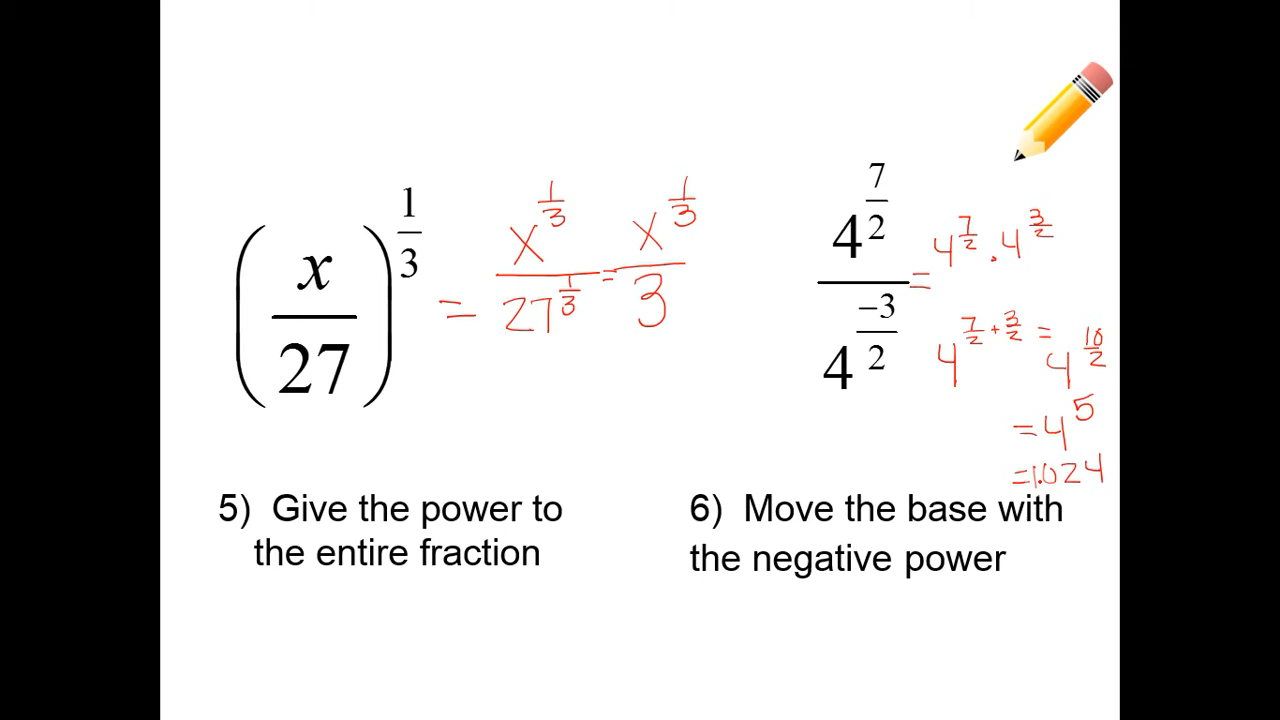 (x/27)^(1/3) = x^(1/3)/27^(1/3) = x^(1/3)/3
4^(7/2)/4^(-3/2) = 4^(7/2) . 4^(3/2)
4^(7/2 + 3/2) = 4^(10/2)
= 4^5
= 1.024
5) Give the power to
the entire fraction
6) Move the base with
the negative power